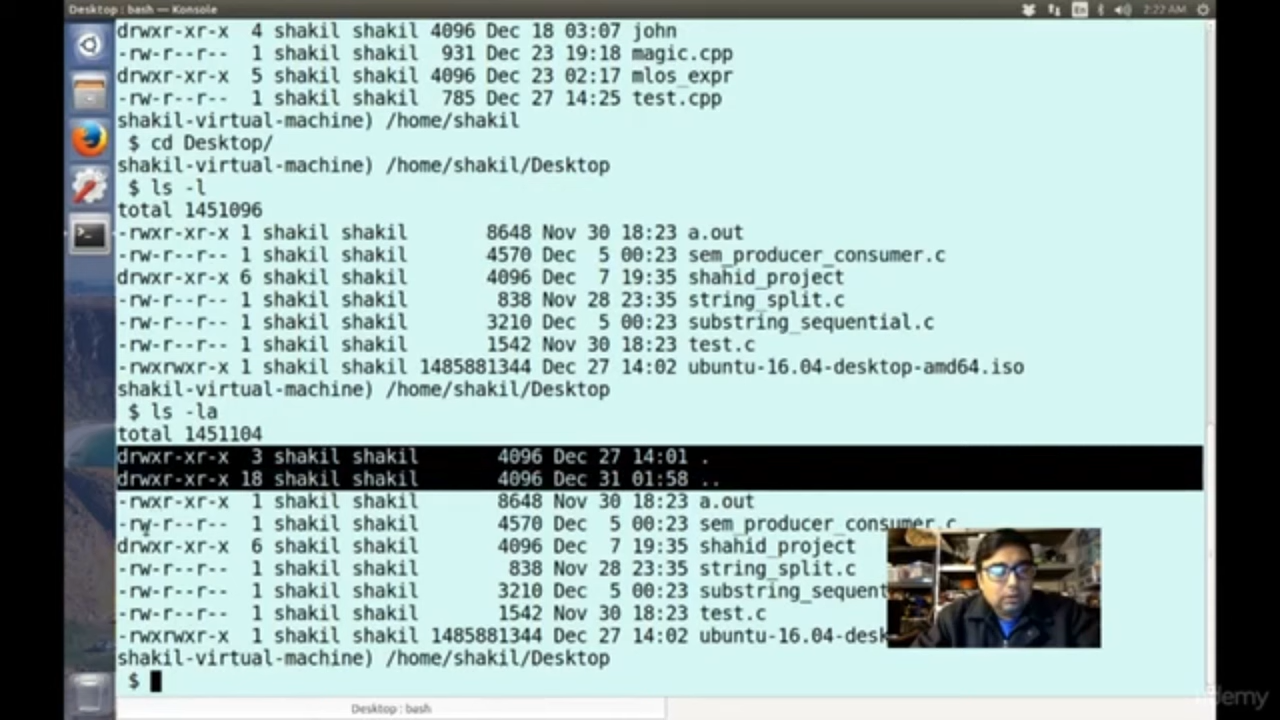 Desktop : bash — Konsole
En 2:22 AM
drwxr-xr-x 4 shakil shakil 4096 Dec 18 03:07 john
-rw-r--r-- 1 shakil shakil 931 Dec 23 19:18 magic.cpp
drwxr-xr-x 5 shakil shakil 4096 Dec 23 02:17 mlos_expr
-rw-r--r-- 1 shakil shakil 785 Dec 27 14:25 test.cpp
shakil-virtual-machine) /home/shakil
$ cd Desktop/
shakil-virtual-machine) /home/shakil/Desktop
$ ls -l
total 1451096
-rwxr-xr-x 1 shakil shakil 8648 Nov 30 18:23 a.out
-rw-r--r-- 1 shakil shakil 4570 Dec 5 00:23 sem_producer_consumer.c
drwxr-xr-x 6 shakil shakil 4096 Dec 7 19:35 shahid_project
-rw-r--r-- 1 shakil shakil 838 Nov 28 23:35 string_split.c
-rw-r--r-- 1 shakil shakil 3210 Dec 5 00:23 substring_sequential.c
-rw-r--r-- 1 shakil shakil 1542 Nov 30 18:23 test.c
-rwxrwxr-x 1 shakil shakil 1485881344 Dec 27 14:02 ubuntu-16.04-desktop-amd64.iso
shakil-virtual-machine) /home/shakil/Desktop
$ ls -la
total 1451104
drwxr-xr-x 3 shakil shakil 4096 Dec 27 14:01 .
drwxr-xr-x 18 shakil shakil 4096 Dec 31 01:58 ..
-rwxr-xr-x 1 shakil shakil 8648 Nov 30 18:23 a.out
-rw-r--r-- 1 shakil shakil 4570 Dec 5 00:23 sem_producer_consumer.c
drwxr-xr-x 6 shakil shakil 4096 Dec 7 19:35 shahid_project
-rw-r--r-- 1 shakil shakil 838 Nov 28 23:35 string_split.c
-rw-r--r-- 1 shakil shakil 3210 Dec 5 00:23 substring_sequent
-rw-r--r-- 1 shakil shakil 1542 Nov 30 18:23 test.c
-rwxrwxr-x 1 shakil shakil 1485881344 Dec 27 14:02 ubuntu-16.04-desk
shakil-virtual-machine) /home/shakil/Desktop
$
Desktop : bash
udemy